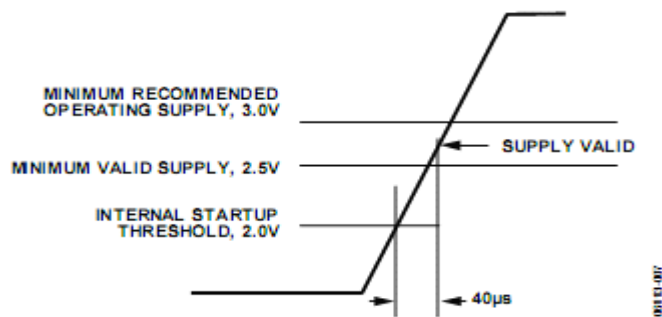 MINIMUM RECOMMENDED
OPERATING SUPPLY, 3.0V
SUPPLY VALID
MINIMUM VALID SUPPLY, 2.5V
INTERNAL STARTUP
THRESHOLD, 2.0V
40µs